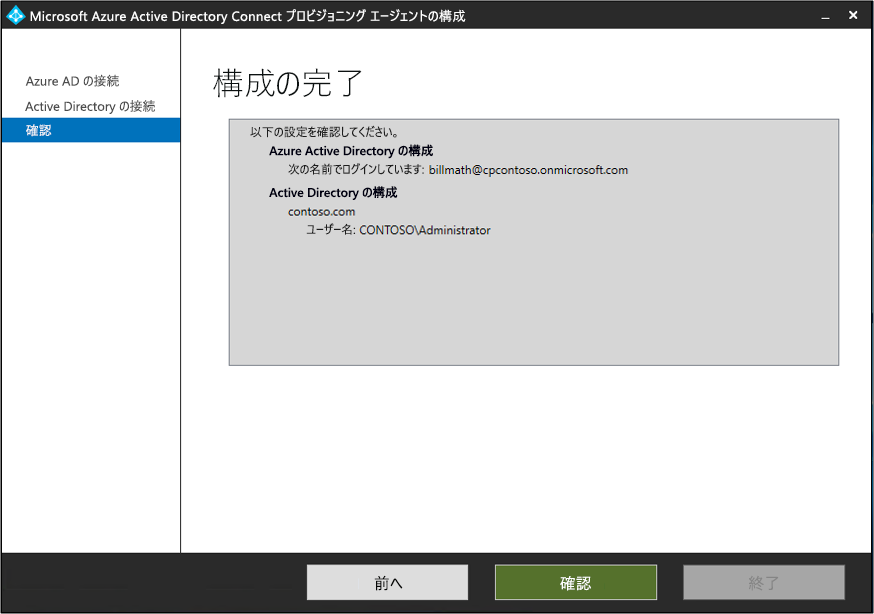 Microsoft Azure Active Directory Connect プロビジョニング エージェントの構成
Azure AD の接続
Active Directory の接続
確認
構成の完了
以下の設定を確認してください。
Azure Active Directory の構成
次の名前でログインしています: billmath@cpcontoso.onmicrosoft.com
Active Directory の構成
contoso.com
ユーザー名: CONTOSO\Administrator
前へ
確認
終了